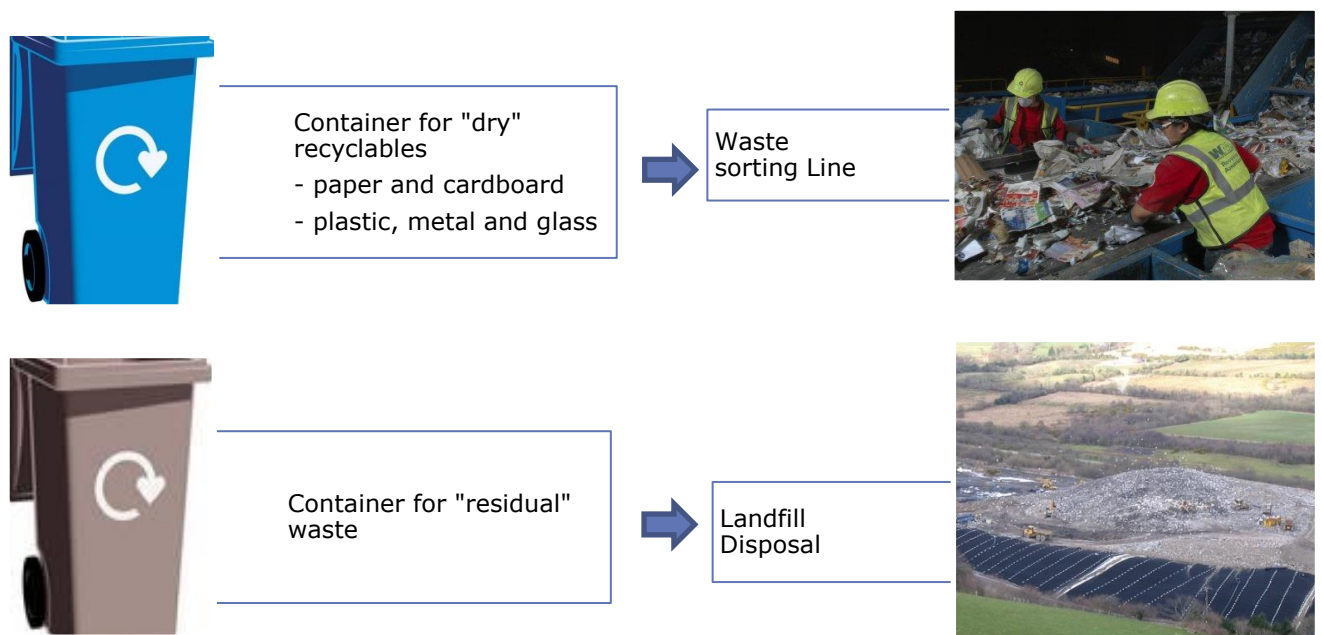 Container for "dry"
recyclables
- paper and cardboard
- plastic, metal and glass
Waste
sorting Line
Container for "residual"
waste
Landfill
Disposal